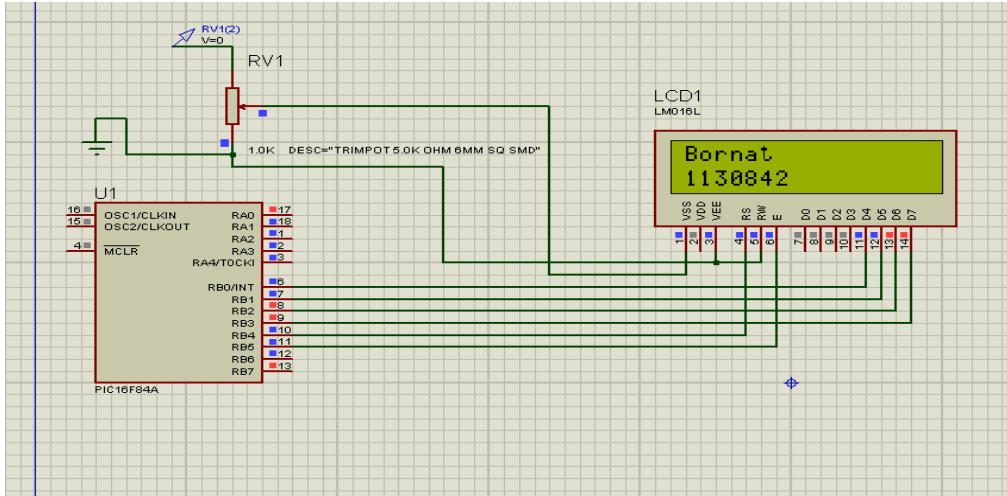 RV1(2)
V=0
RV1
1.0K DESC="TRIMPOT 5.0K OHM 6MM SQ SMD"
LCD1
LM016L
Bornat
1130842
VSS VDD VEE RS RW E D0 D1 D2 D3 D4 D5 D6 D7
1 2 3 4 5 6 7 8 9 10 11 12 13 14
U1
16 OSC1/CLKIN RA0 17
15 OSC2/CLKOUT RA1 18
RA2 1
4 MCLR RA3 2
RA4/TOCKI 3
RB0/INT 6
RB1 7
RB2 8
RB3 9
RB4 10
RB5 11
RB6 12
RB7 13
PIC16F84A